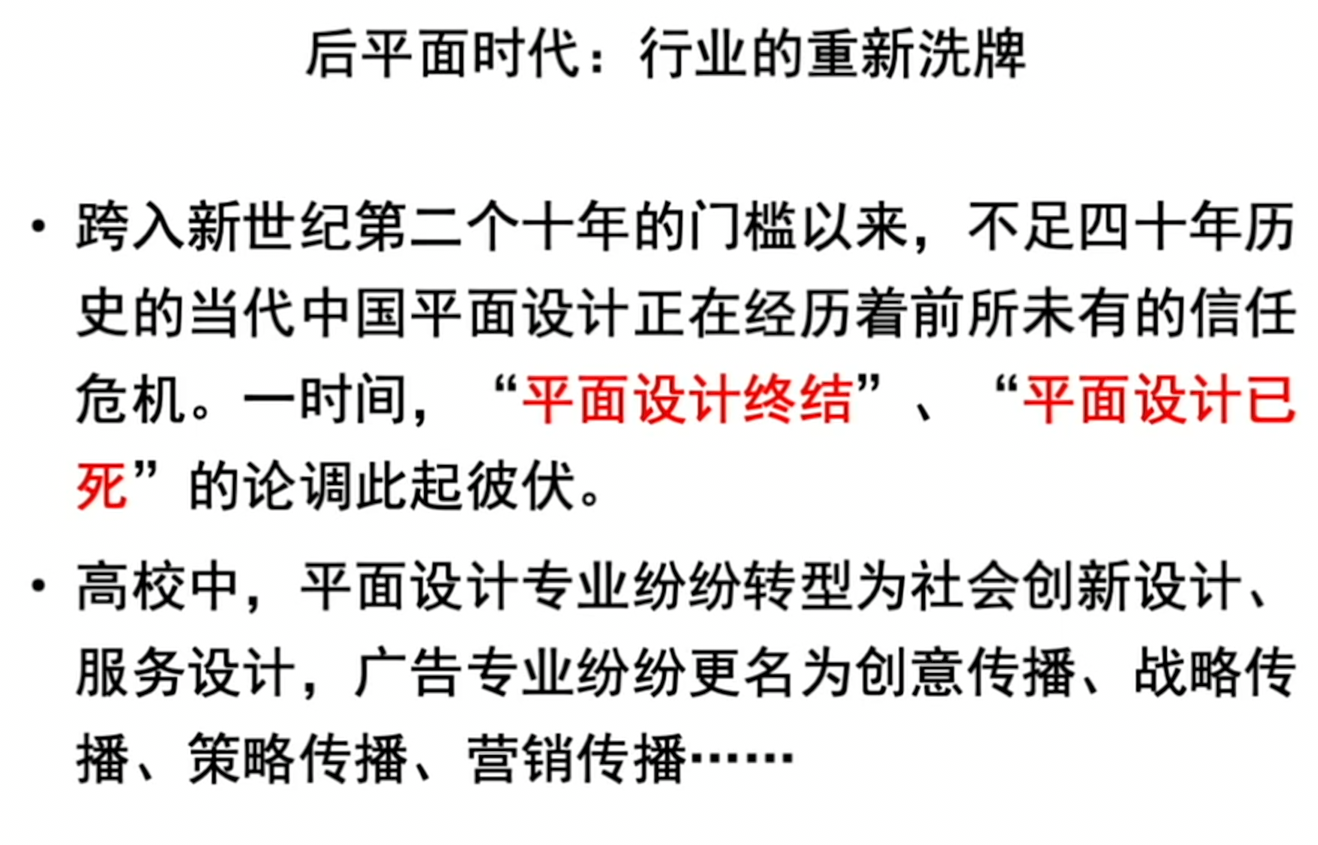 后平面时代：行业的重新洗牌
• 跨入新世纪第二个十年的门槛以来，不足四十年历
史的当代中国平面设计正在经历着前所未有的信任
危机。一时间，“平面设计终结”、“平面设计已
死”的论调此起彼伏。
• 高校中，平面设计专业纷纷转型为社会创新设计、
服务设计，广告专业纷纷更名为创意传播、战略传
播、策略传播、营销传播……